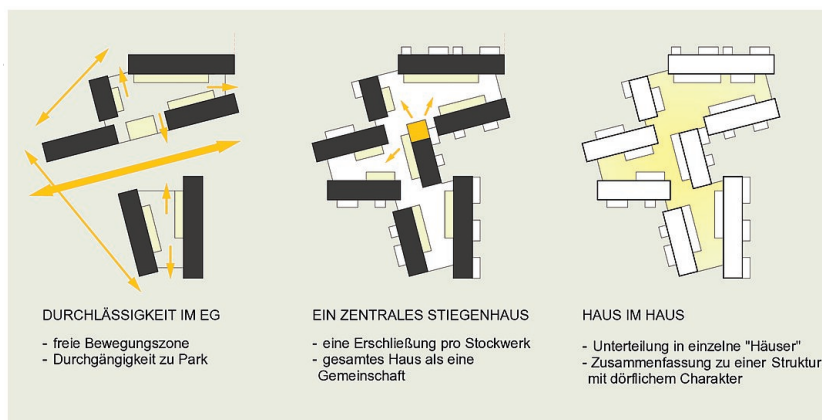 DURCHLÄSSIGKEIT IM EG
- freie Bewegungszone
- Durchgängigkeit zu Park
EIN ZENTRALES STIEGENHAUS
- eine Erschließung pro Stockwerk
- gesamtes Haus als eine
Gemeinschaft
HAUS IM HAUS
- Unterteilung in einzelne "Häuser"
- Zusammenfassung zu einer Struktur
mit dörflichem Charakter